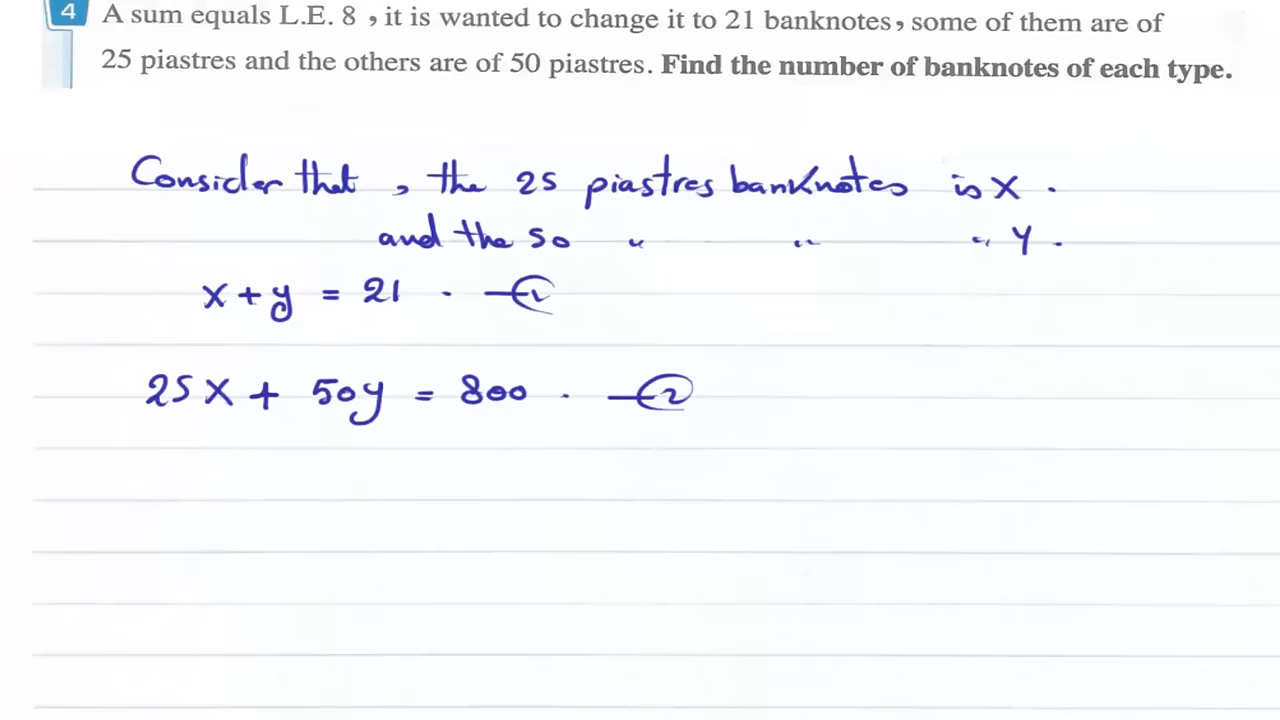 4 A sum equals L.E. 8 , it is wanted to change it to 21 banknotes, some of them are of
25 piastres and the others are of 50 piastres. Find the number of banknotes of each type.
Consider that , the 25 piastres banknotes is X .
and the 50 " " " Y .
x + y = 21 . — 1
25 X + 50 y = 800 . — 2